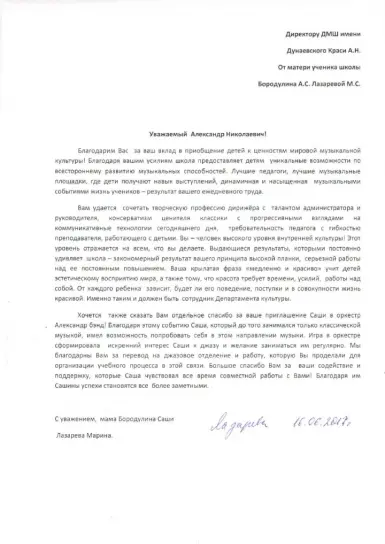 Директору ДМШ имени
Дунаевского Краси А.Н.
От матери ученика школы
Бородулина А.С. Лазаревой М.С.
Уважаемый Александр Николаевич!
Благодарим Вас за ваш вклад в приобщение детей к ценностям мировой музыкальной
культуры! Благодаря вашим усилиям школа предоставляет детям уникальные возможности по
всестороннему развитию музыкальных способностей. Лучшие педагоги, лучшие музыкальные
площадки, где дети получают навык выступлений, динамичная и насыщенная музыкальными
событиями жизнь учеников – результат вашего ежедневного труда.
Вам удается сочетать творческую профессию дирижёра с талантом администратора и
руководителя, консерватизм ценителя классики с прогрессивными взглядами на
коммуникативные технологии сегодняшнего дня, требовательность педагога с гибкостью
преподавателя, работающего с детьми. Вы – человек высокого уровня внутренней культуры! Этот
уровень отражается на всем, что вы делаете. Выдающиеся результаты, которыми постоянно
удивляет школа – закономерный результат вашего принципа высокой планки, серьезной работы
над ее постоянным повышением. Ваша крылатая фраза «медленно и красиво» учит детей
эстетическому восприятию мира, а также тому, что красота требует времени, усилий, работы над
собой. От каждого ребенка зависит, будет ли его поведение, поступки и в совокупности жизнь
красивой. Именно таким и должен быть сотрудник Департамента культуры.
Хочется также сказать Вам отдельное спасибо за ваше приглашение Саши в оркестр
Александр бэнд! Благодаря этому событию Саша, который до того занимался только классической
музыкой, имел возможность попробовать себя в этом направлении музыки. Игра в оркестре
сформировала искренний интерес Саши к джазу и желание заниматься им регулярно. Мы
благодарны Вам за перевод на джазовое отделение и работу, которую Вы проделали для
организации учебного процесса в этой связи. Большое спасибо Вам за ваши содействие и
поддержку, которые Саша чувствовал все время совместной работы с Вами! Благодаря им
Сашины успехи становятся все более заметными.
С уважением, мама Бородулина Саши
Лазарева 16.06.2017г.
Лазарева Марина.